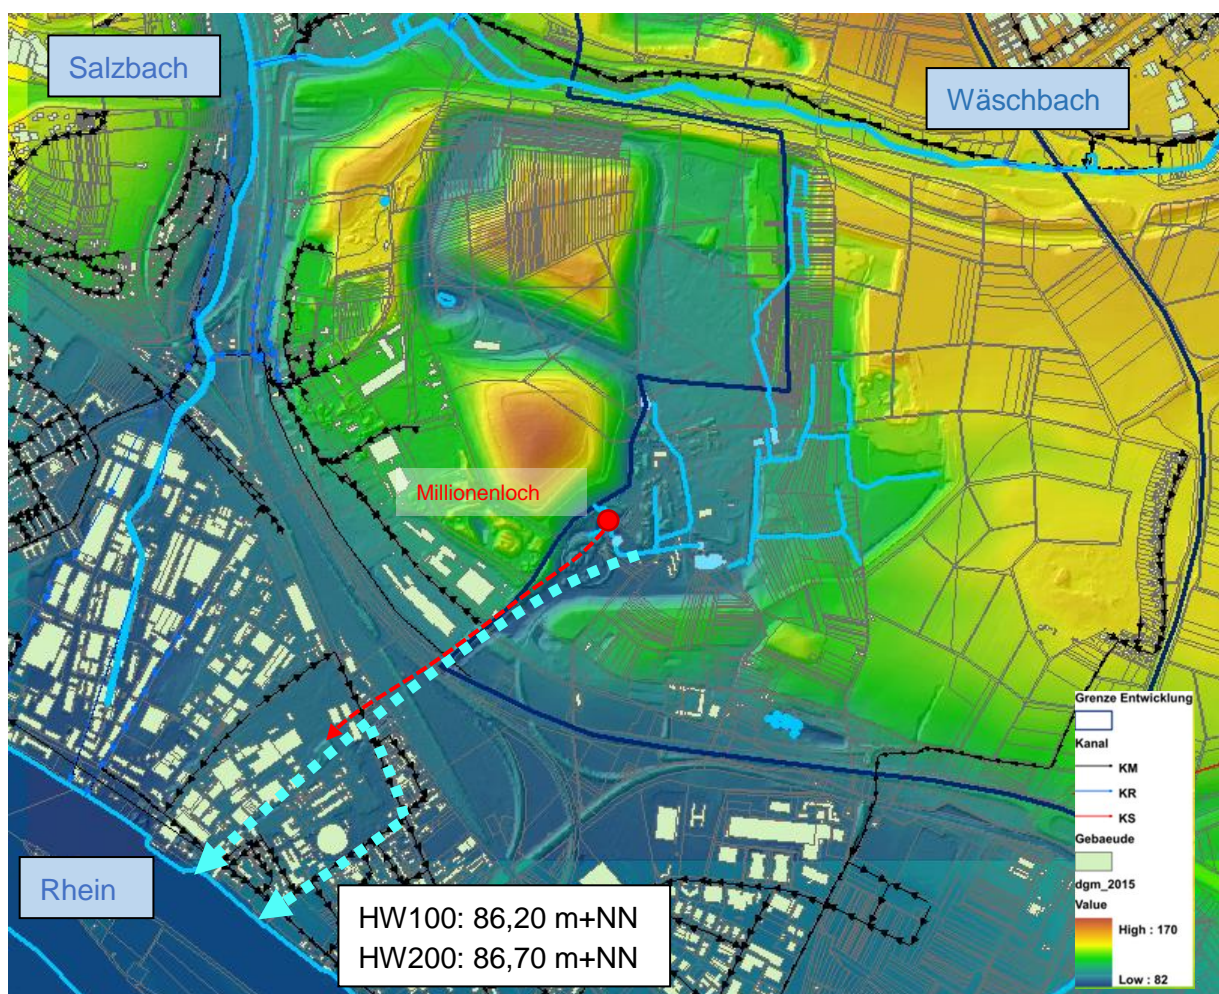 Salzbach
Wäschbach
Millionenloch
Rhein
HW100: 86,20 m+NN
HW200: 86,70 m+NN
Grenze Entwicklung
Kanal
KM
KR
KS
Gebaeude
dgm_2015
Value
High : 170
Low : 82